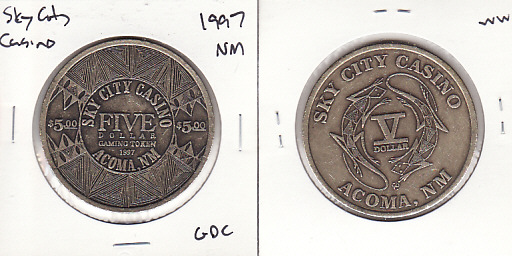 Sky City
Casino
1997
NM
SKY CITY CASINO
$5.00
FIVE
DOLLAR
GAMING TOKEN
1997
$5.00
ACOMA, NM
GDC
WW
SKY CITY CASINO
V
DOLLAR
ACOMA, NM